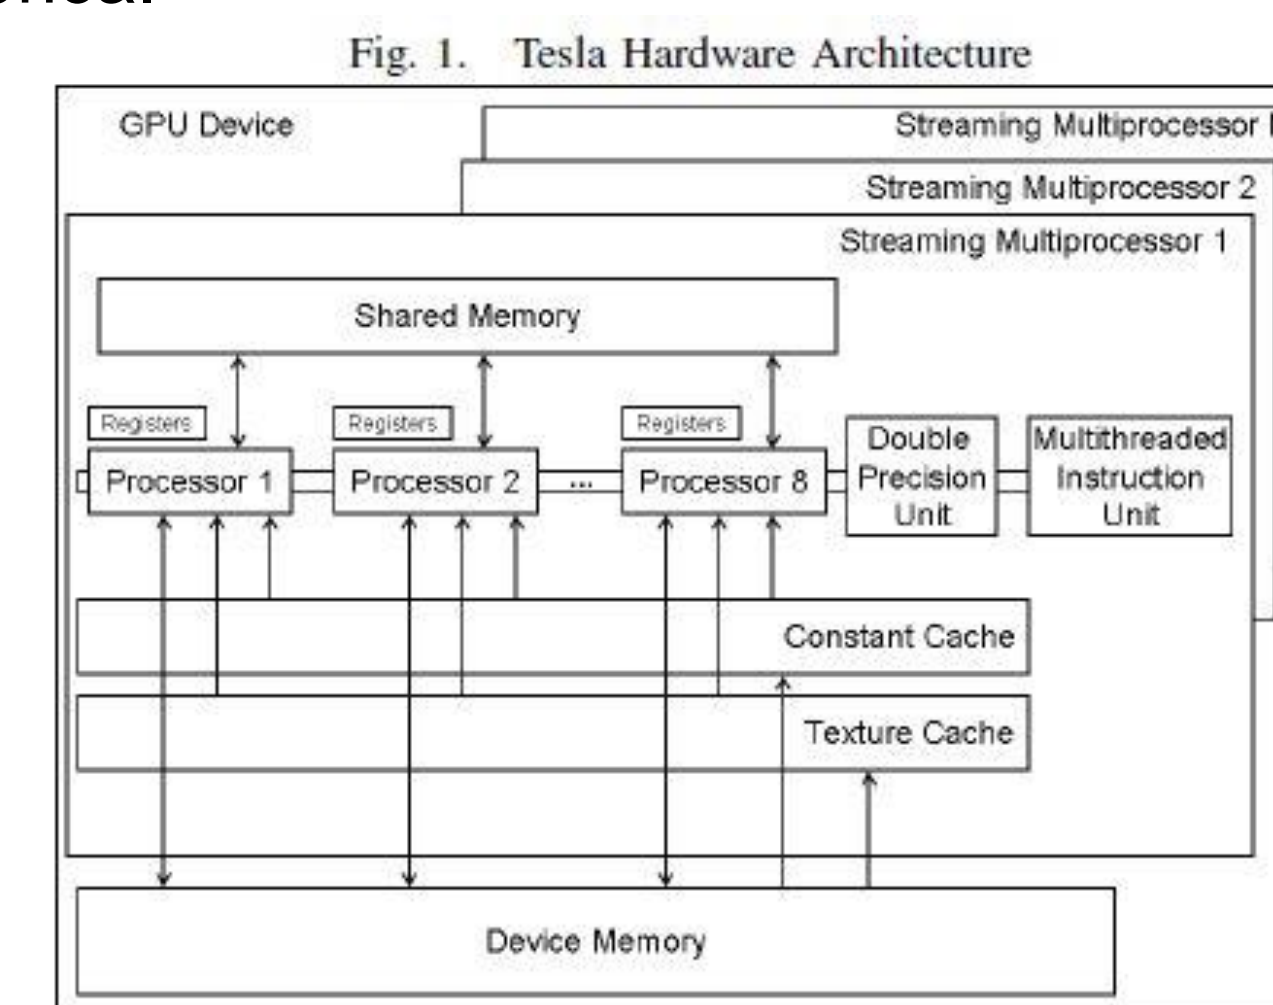 Fig. 1. Tesla Hardware Architecture
GPU Device
Streaming Multiprocessor
Streaming Multiprocessor 2
Streaming Multiprocessor 1
Shared Memory
Registers
Registers
Registers
Processor 1
Processor 2
...
Processor 8
Double
Precision
Unit
Multithreaded
Instruction
Unit
Constant Cache
Texture Cache
Device Memory